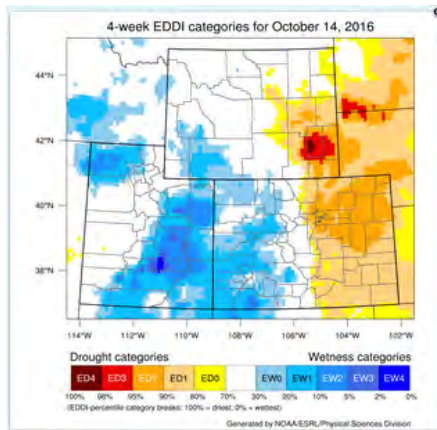 4-week EDDI categories for October 14, 2016
44°N
42°N
40°N
38°N
114°W 112°W 110°W 108°W 106°W 104°W 102°W
Drought categories Wetness categories
ED4 ED3 ED2 ED1 ED0 EW0 EW1 EW2 EW3 EW4
100% 98% 95% 90% 80% 70% 30% 20% 10% 5% 2% 0%
(EDDI-percentile category breaks: 100% = driest; 0% = wettest)
Generated by NOAA/ESRL/Physical Sciences Division